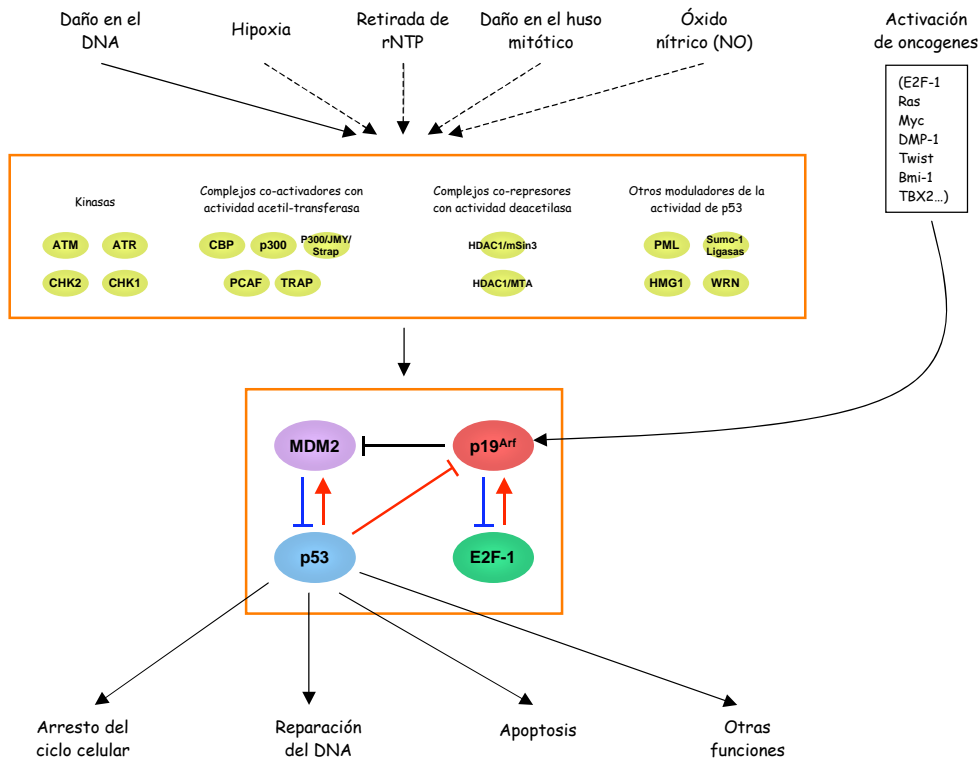 Daño en el
DNA
Hipoxia
Retirada de
rNTP
Daño en el huso
mitótico
Óxido
nítrico (NO)
Activación
de oncogenes
(E2F-1
Ras
Myc
DMP-1
Twist
Bmi-1
TBX2...)
Kinasas
Complejos co-activadores con
actividad acetil-transferasa
Complejos co-represores
con actividad deacetilasa
Otros moduladores de la
actividad de p53
ATM
ATR
CHK2
CHK1
CBP
p300
P300/JMY/
Strap
PCAF
TRAP
HDAC1/mSin3
HDAC1/MTA
PML
Sumo-1
Ligasas
HMG1
WRN
MDM2
p19Arf
p53
E2F-1
Arresto del
ciclo celular
Reparación
del DNA
Apoptosis
Otras
funciones